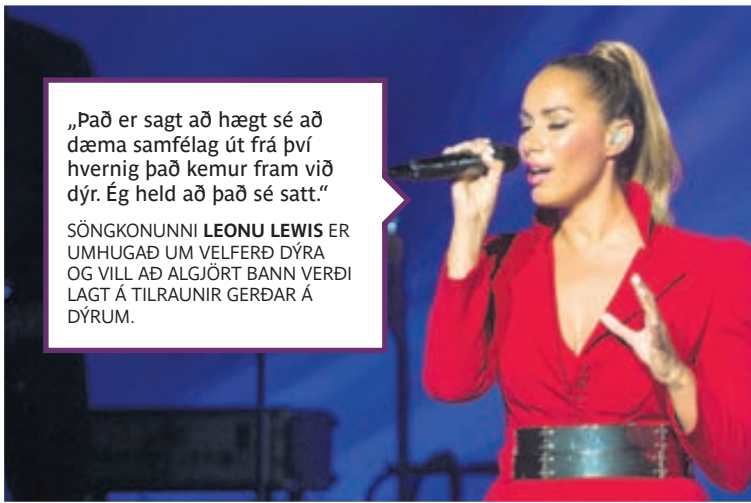 „Það er sagt að hægt sé að
dæma samfélag út frá því
hvernig það kemur fram við
dýr. Ég held að það sé satt.“
SÖNGKONUNNI LEONU LEWIS ER
UMHUGAÐ UM VELFERÐ DÝRA
OG VILL AÐ ALGJÖRT BANN VERÐI
LAGT Á TILRAUNIR GERÐAR Á
DÝRUM.